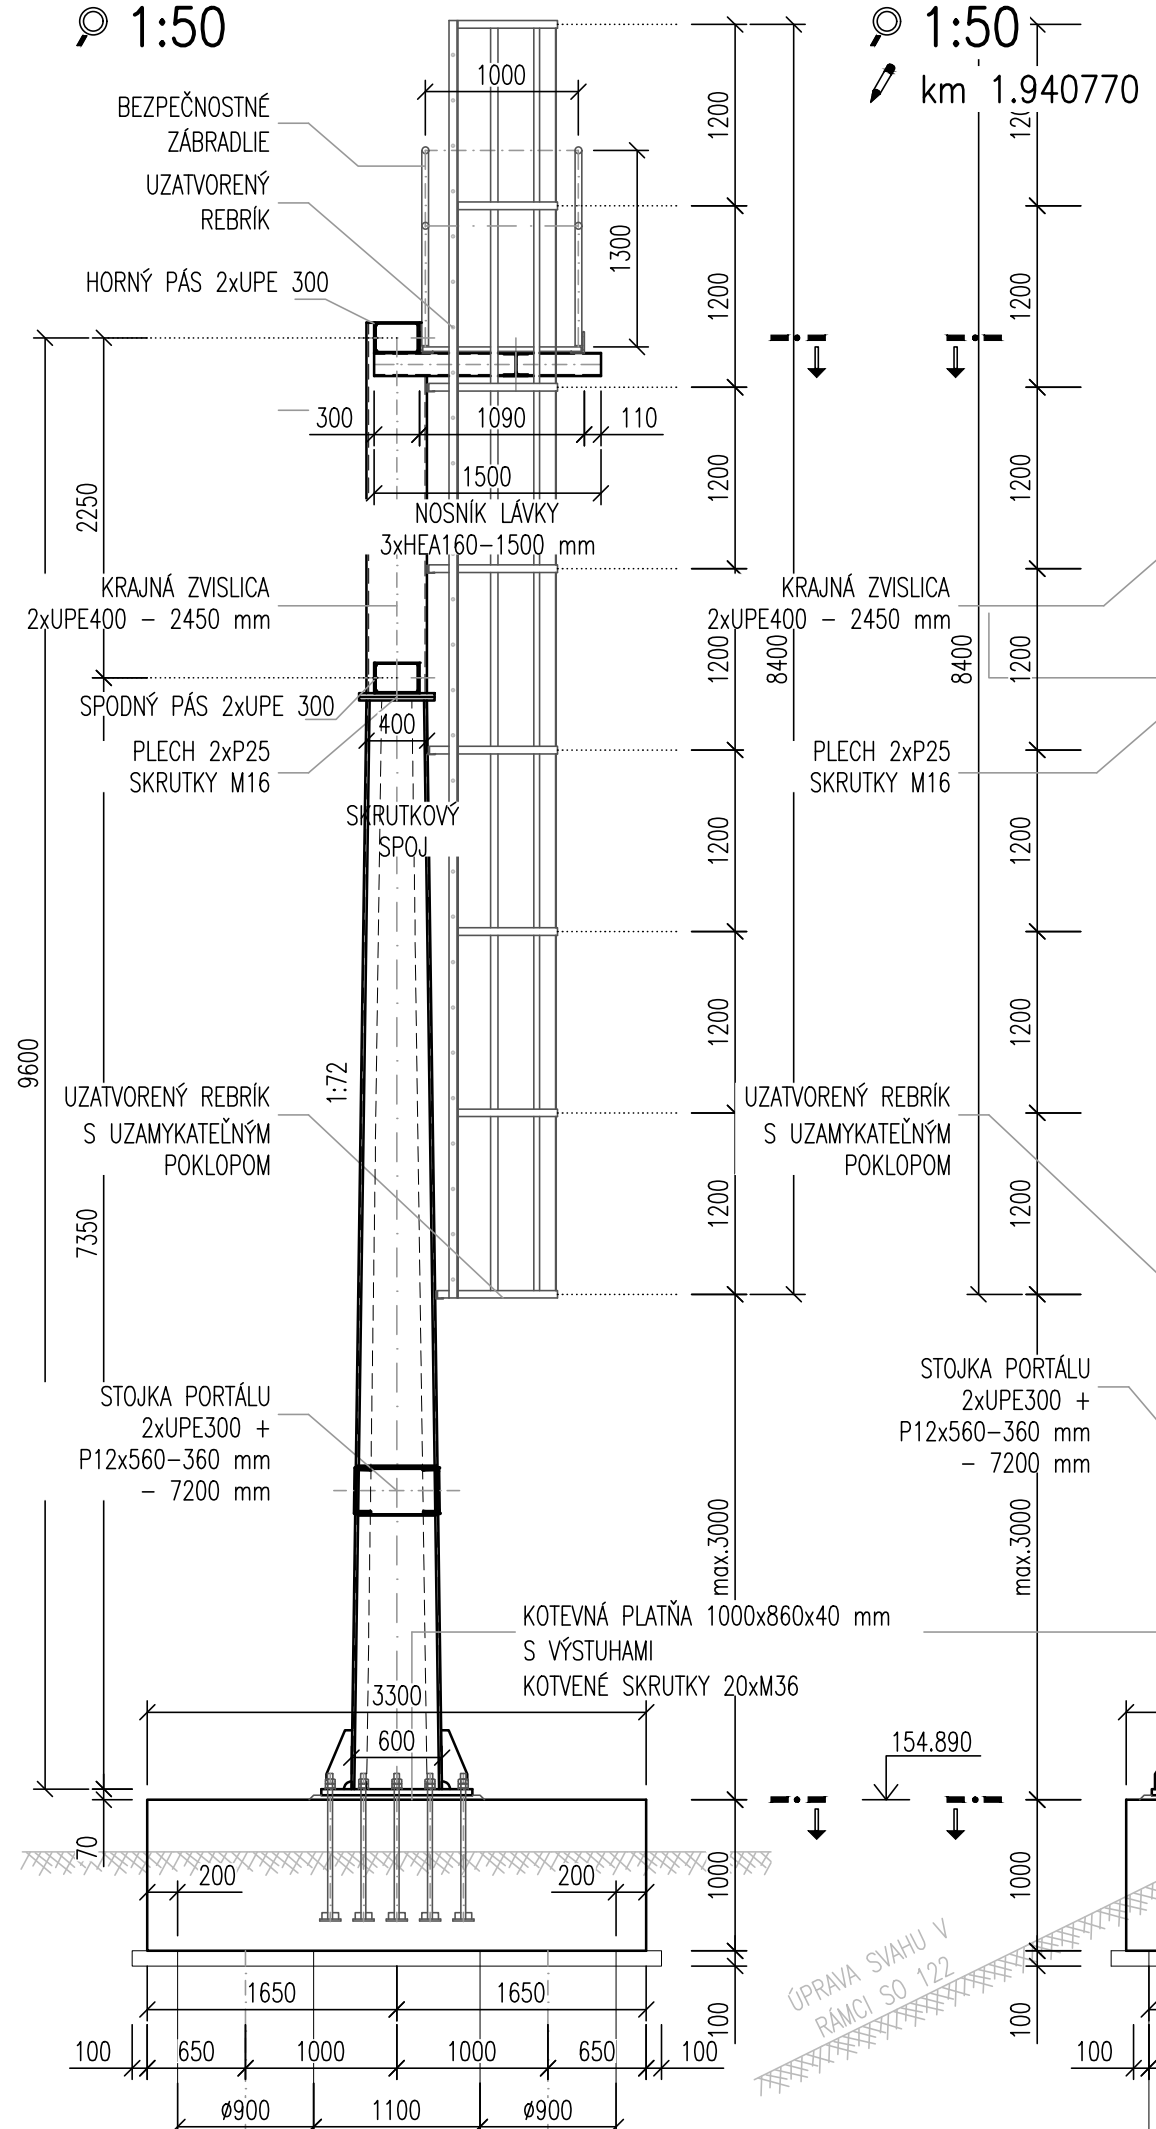 1:50
1:50
km 1.940770
1000
BEZPEČNOSTNÉ
ZÁBRADLIE
UZATVORENÝ
REBRÍK
HORNÝ PÁS 2xUPE 300
1300
1200
1200
1200
1200
1200
1200
1200
300
1090
110
1500
NOSNÍK LÁVKY
3xHEA160-1500 mm
2250
KRAJNÁ ZVISLICA
2xUPE400 - 2450 mm
SPODNÝ PÁS 2xUPE 300
400
PLECH 2xP25
SKRUTKY M16
SKRUTKOVÝ
SPOJ
8400
9600
7350
1:72
UZATVORENÝ REBRÍK
S UZAMYKATEĽNÝM
POKLOPOM
STOJKA PORTÁLU
2xUPE300 +
P12x560-360 mm
- 7200 mm
max.3000
KOTEVNÁ PLATŇA 1000x860x40 mm
S VÝSTUHAMI
KOTVENÉ SKRUTKY 20xM36
3300
600
70
200
200
1000
100
1650
1650
100
650
1000
1000
650
100
ø900
1100
ø900
KRAJNÁ ZVISLICA
2xUPE400 - 2450 mm
8400
PLECH 2xP25
SKRUTKY M16
1200
1200
1200
1200
1200
1200
UZATVORENÝ REBRÍK
S UZAMYKATEĽNÝM
POKLOPOM
STOJKA PORTÁLU
2xUPE300 +
P12x560-360 mm
- 7200 mm
max.3000
154.890
1000
100
ÚPRAVA SVAHU V
RÁMCI SO 122
100